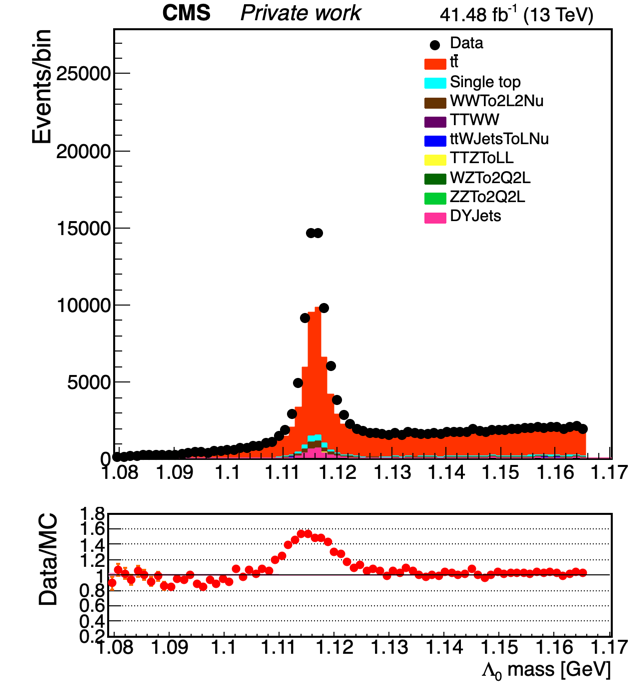 CMS Private work 41.48 fb⁻¹ (13 TeV)
Events/bin
25000
20000
15000
10000
5000
0
Data
tt̄
Single top
WWTo2L2Nu
TTWW
ttWJetsToLNu
TTZToLL
WZTo2Q2L
ZZTo2Q2L
DYJets
1.08 1.09 1.1 1.11 1.12 1.13 1.14 1.15 1.16 1.17
Data/MC
1.8
1.6
1.4
1.2
1
0.8
0.6
0.4
0.2
1.08 1.09 1.1 1.11 1.12 1.13 1.14 1.15 1.16 1.17
Λ₀ mass [GeV]